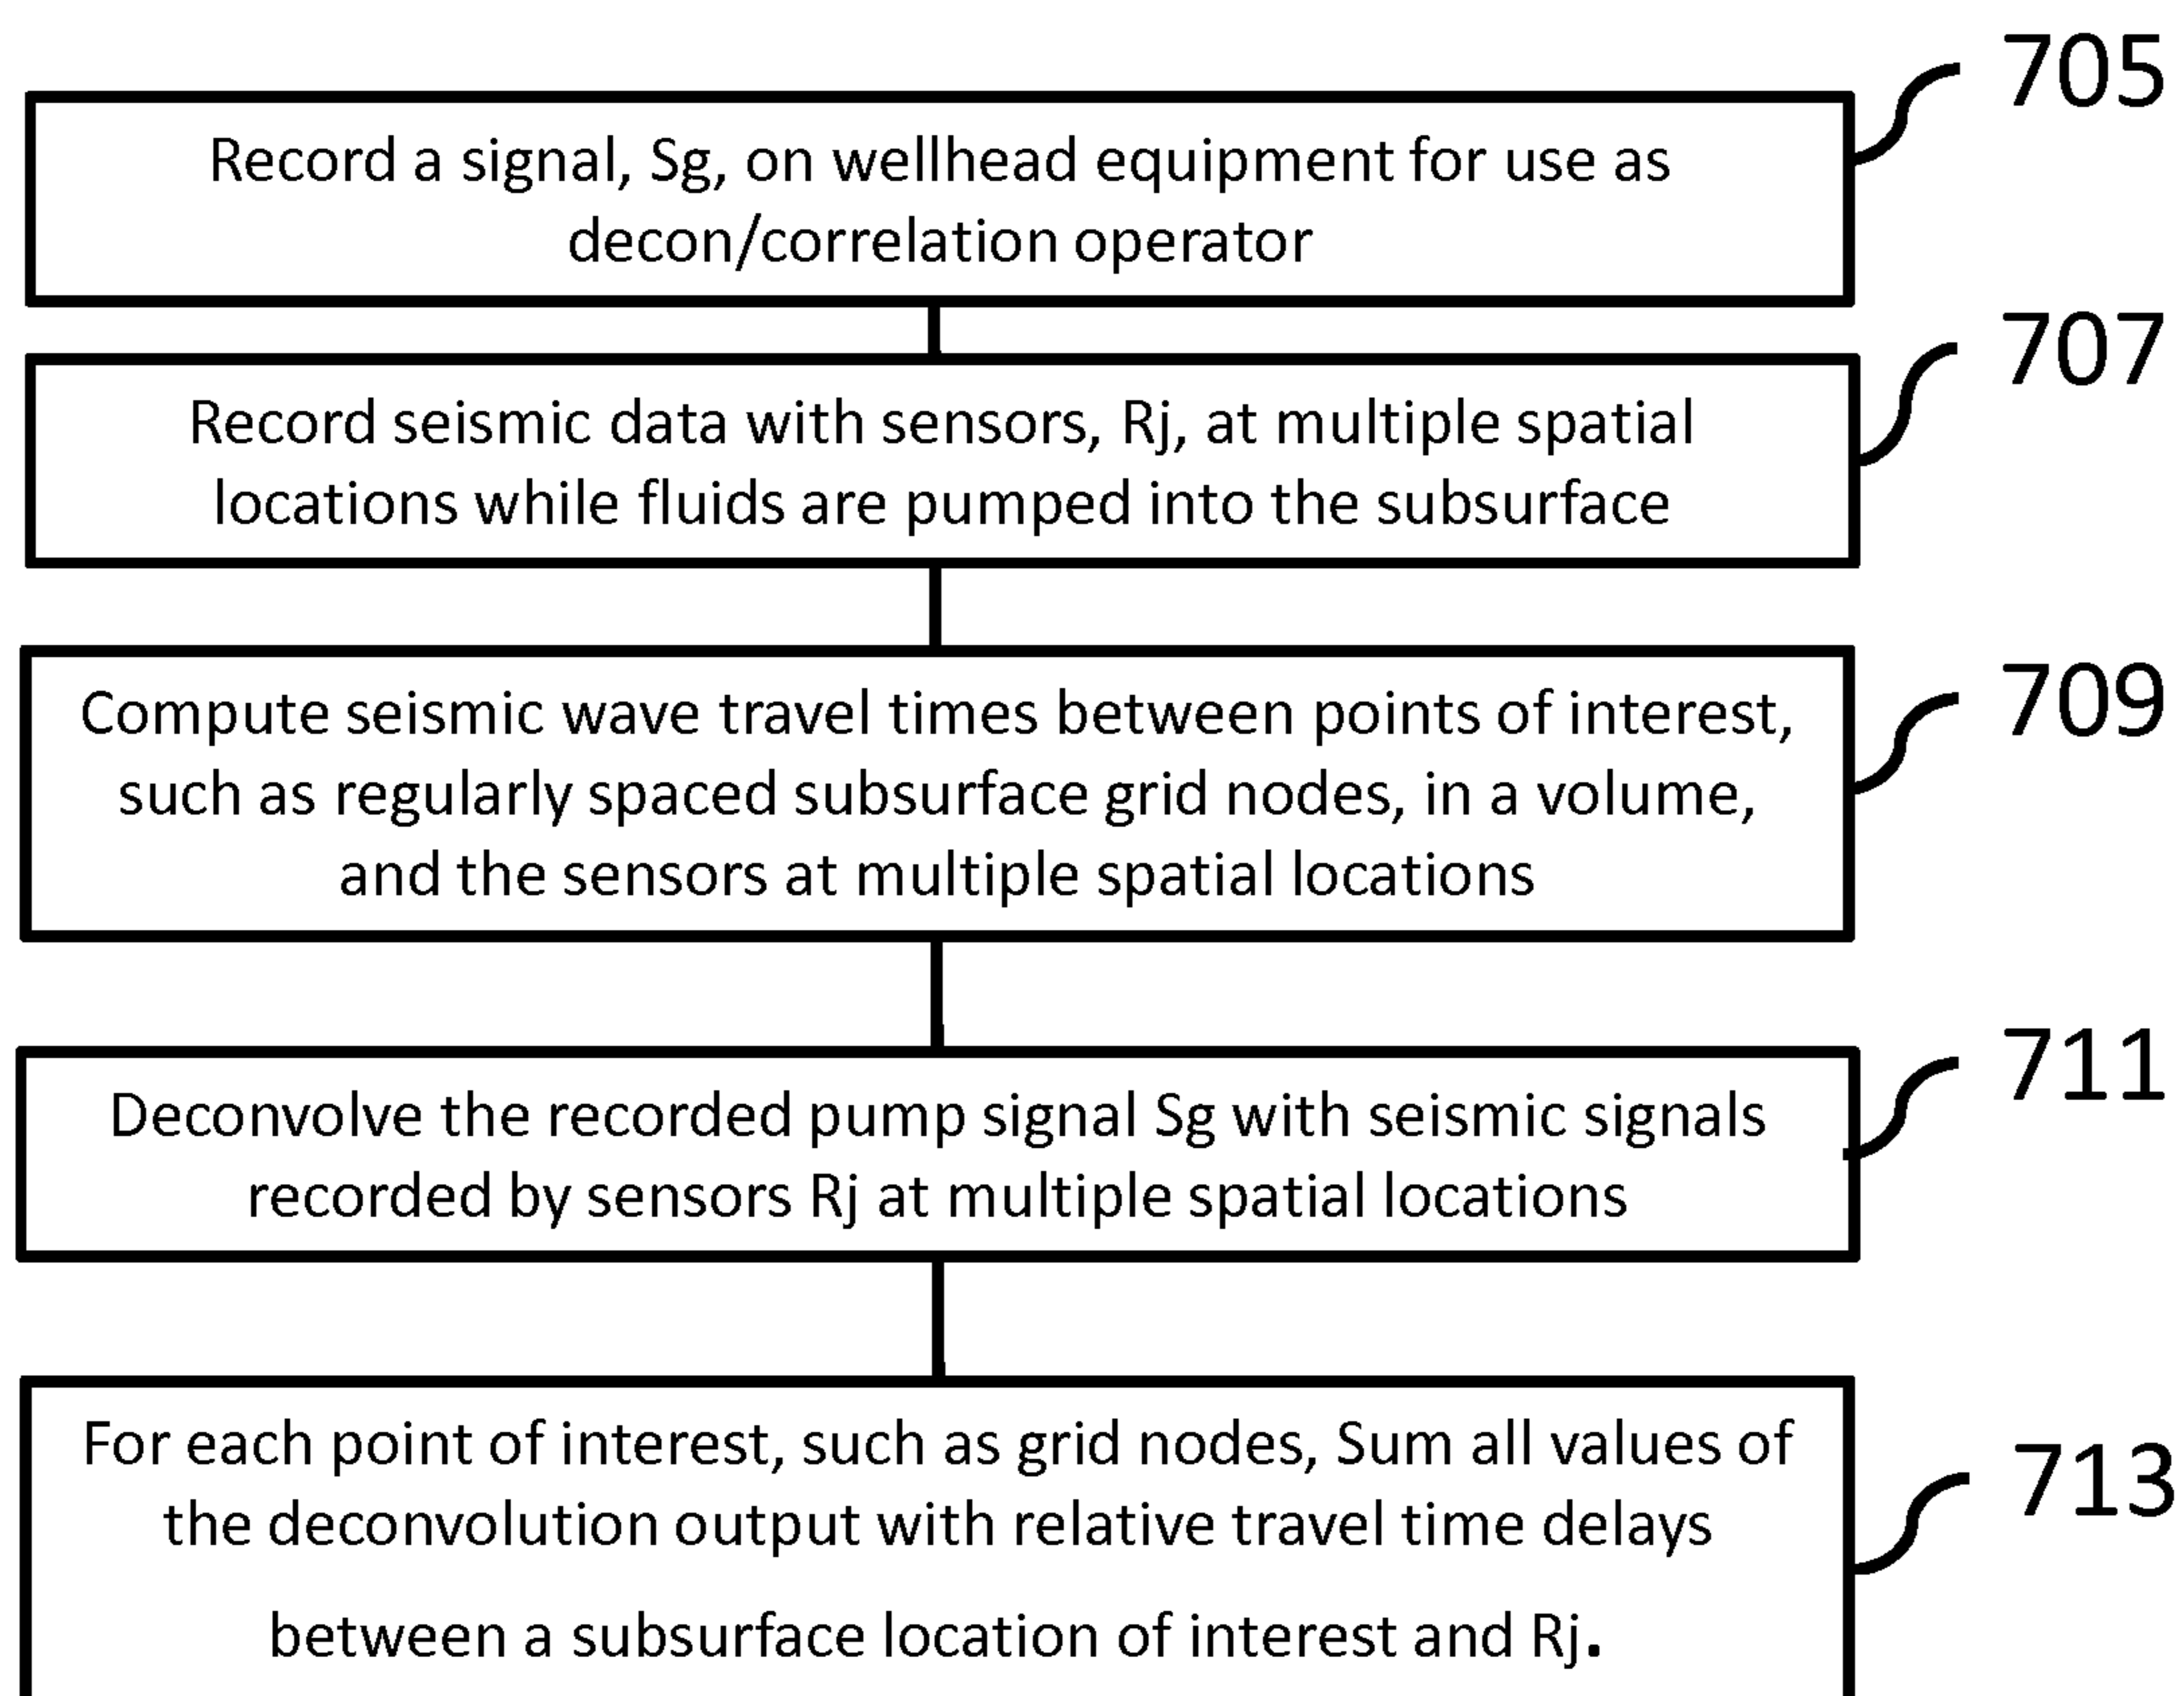 705
Record a signal, Sg, on wellhead equipment for use as
decon/correlation operator
707
Record seismic data with sensors, Rj, at multiple spatial
locations while fluids are pumped into the subsurface
709
Compute seismic wave travel times between points of interest,
such as regularly spaced subsurface grid nodes, in a volume,
and the sensors at multiple spatial locations
711
Deconvolve the recorded pump signal Sg with seismic signals
recorded by sensors Rj at multiple spatial locations
713
For each point of interest, such as grid nodes, Sum all values of
the deconvolution output with relative travel time delays
between a subsurface location of interest and Rj.